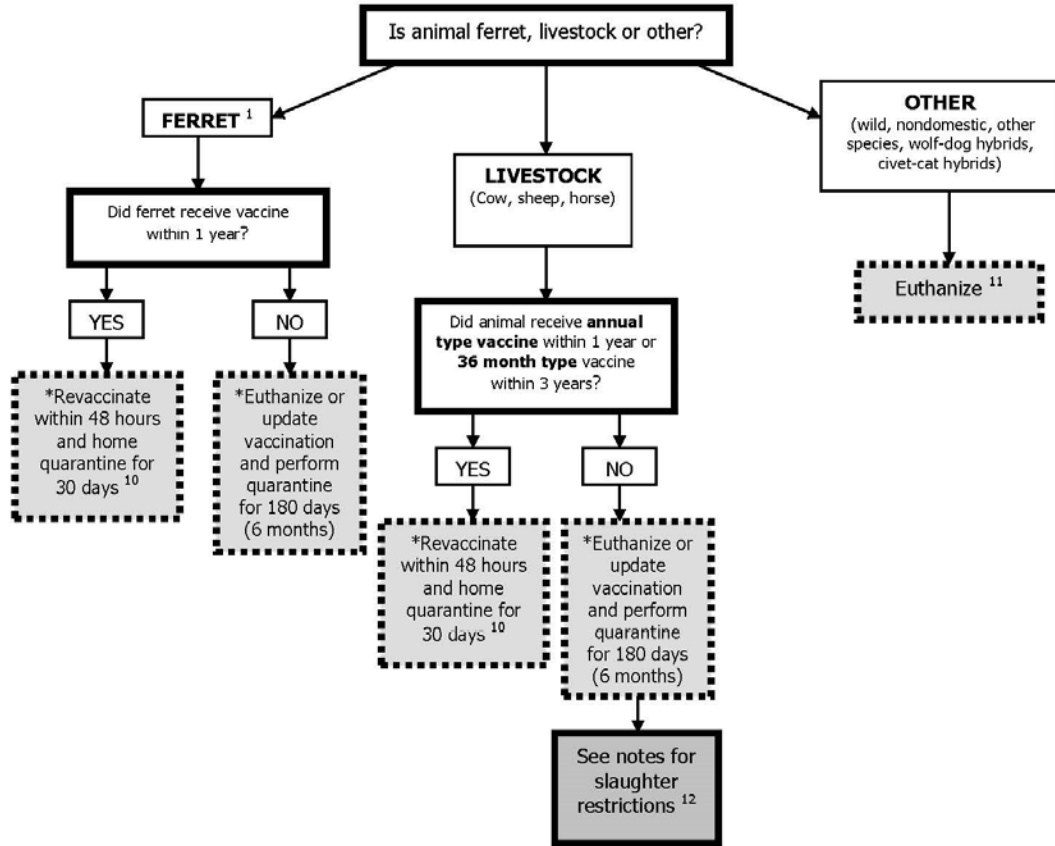 Is animal ferret, livestock or other?
FERRET 1
LIVESTOCK
(Cow, sheep, horse)
OTHER
(wild, nondomestic, other
species, wolf-dog hybrids,
civet-cat hybrids)
Did ferret receive vaccine
within 1 year?
YES
NO
*Revaccinate
within 48 hours
and home
quarantine for
30 days 10
*Euthanize or
update
vaccination
and perform
quarantine
for 180 days
(6 months)
Did animal receive annual
type vaccine within 1 year or
36 month type vaccine
within 3 years?
YES
NO
*Revaccinate
within 48 hours
and home
quarantine for
30 days 10
*Euthanize or
update
vaccination
and perform
quarantine
for 180 days
(6 months)
See notes for
slaughter
restrictions 12
Euthanize 11